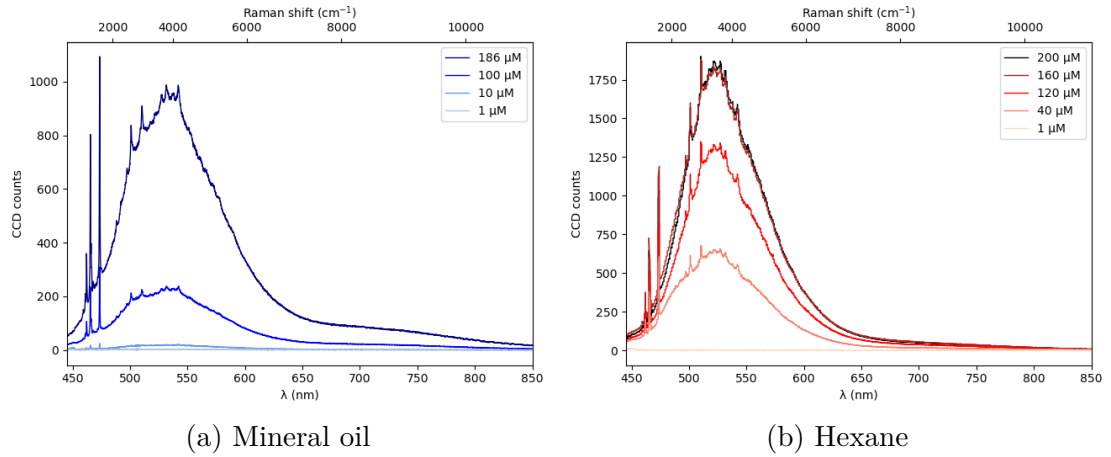 Raman shift (cm⁻¹)
2000 4000 6000 7000 8000 10000
1000
800
600
400
200
0
CCD counts
186 μM
100 μM
10 μM
1 μM
450 500 550 600 650 700 750 800 850
λ (nm)
(a) Mineral oil
Raman shift (cm⁻¹)
2000 4000 6000 7000 8000 10000
1750
1500
1250
1000
750
500
250
0
CCD counts
200 μM
160 μM
120 μM
40 μM
1 μM
450 500 550 600 650 700 750 800 850
λ (nm)
(b) Hexane